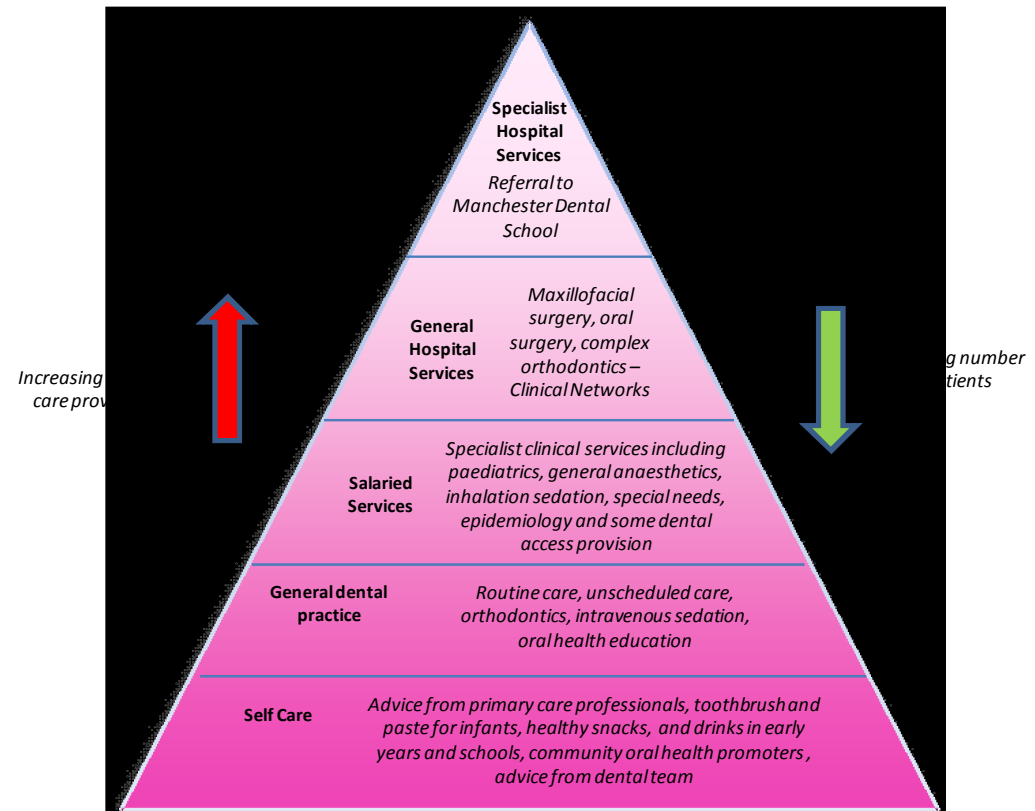 Specialist
Hospital
Services
Referral to
Manchester Dental
School
General
Hospital
Services
Maxillofacial
surgery, oral
surgery, complex
orthodontics –
Clinical Networks
Increasing
care
number
Salaried
Services
Specialist clinical services including
paediatrics, general anaesthetics,
inhalation sedation, special needs,
epidemiology and some dental
access provision
General dental
practice
Routine care, unscheduled care,
orthodontics, intravenous sedation,
oral health education
Self Care
Advice from primary care professionals, toothbrush and
paste for infants, healthy snacks, and drinks in early
years and schools, community oral health promoters ,
advice from dental team